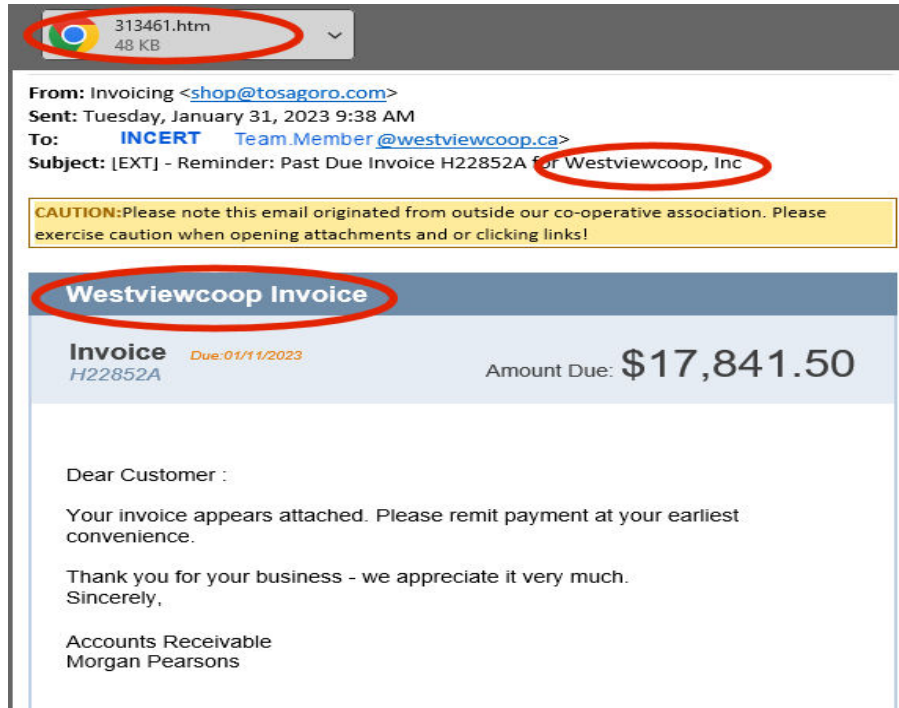 313461.htm
48 KB
From: Invoicing <shop@tosagoro.com>
Sent: Tuesday, January 31, 2023 9:38 AM
To: INCERT Team.Member @westviewcoop.ca>
Subject: [EXT] - Reminder: Past Due Invoice H22852A for Westviewcoop, Inc
CAUTION:Please note this email originated from outside our co-operative association. Please
exercise caution when opening attachments and or clicking links!
Westviewcoop Invoice
Invoice Due:01/11/2023
H22852A
Amount Due: $17,841.50
Dear Customer :
Your invoice appears attached. Please remit payment at your earliest
convenience.
Thank you for your business - we appreciate it very much.
Sincerely,
Accounts Receivable
Morgan Pearsons